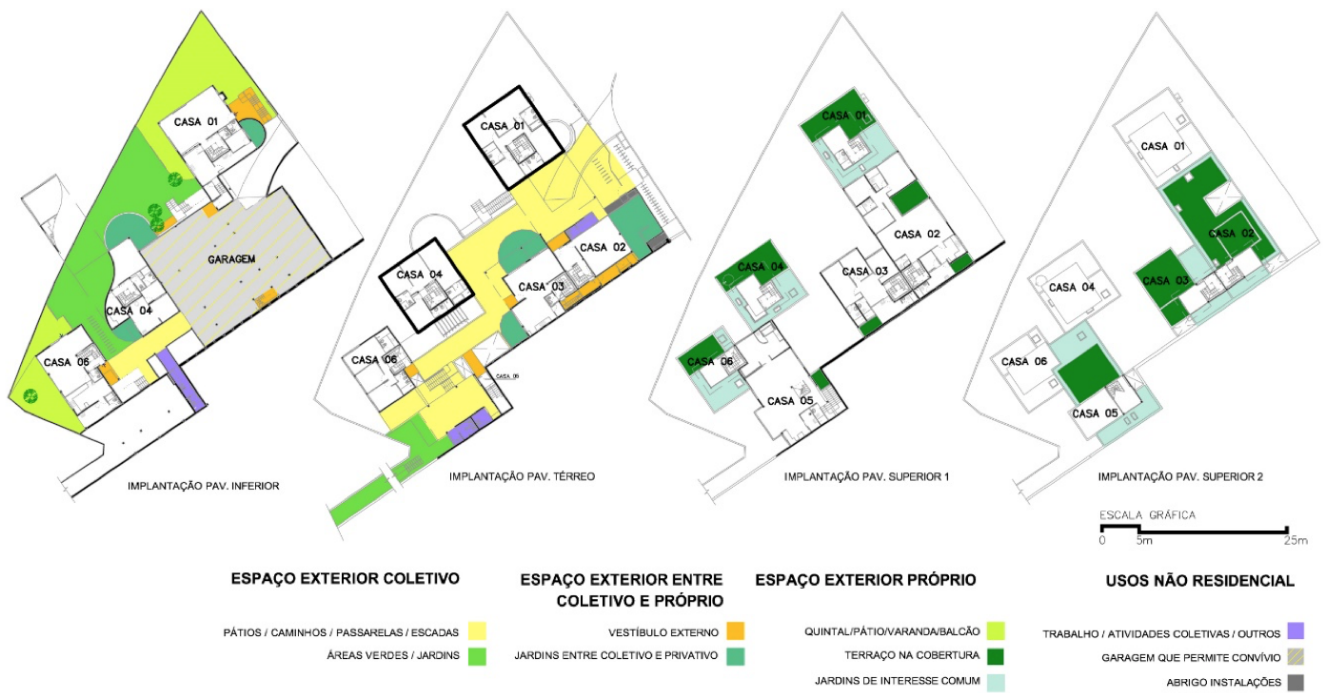 CASA 01
GARAGEM
CASA 04
CASA 06
IMPLANTAÇÃO PAV. INFERIOR
CASA 01
CASA 02
CASA 04
CASA 03
CASA 06
CASA 05
IMPLANTAÇÃO PAV. TÉRREO
CASA 01
CASA 02
CASA 03
CASA 04
CASA 06
CASA 05
IMPLANTAÇÃO PAV. SUPERIOR 1
CASA 01
CASA 02
CASA 03
CASA 04
CASA 06
CASA 05
IMPLANTAÇÃO PAV. SUPERIOR 2
ESCALA GRÁFICA
0 5m 25m
ESPAÇO EXTERIOR COLETIVO
PÁTIOS / CAMINHOS / PASSARELAS / ESCADAS
ÁREAS VERDES / JARDINS
ESPAÇO EXTERIOR ENTRE
COLETIVO E PRÓPRIO
VESTÍBULO EXTERNO
JARDINS ENTRE COLETIVO E PRIVATIVO
ESPAÇO EXTERIOR PRÓPRIO
QUINTAL/PÁTIO/VARANDA/BALCÃO
TERRAÇO NA COBERTURA
JARDINS DE INTERESSE COMUM
USOS NÃO RESIDENCIAL
TRABALHO / ATIVIDADES COLETIVAS / OUTROS
GARAGEM QUE PERMITE CONVÍVIO
ABRIGO INSTALAÇÕES